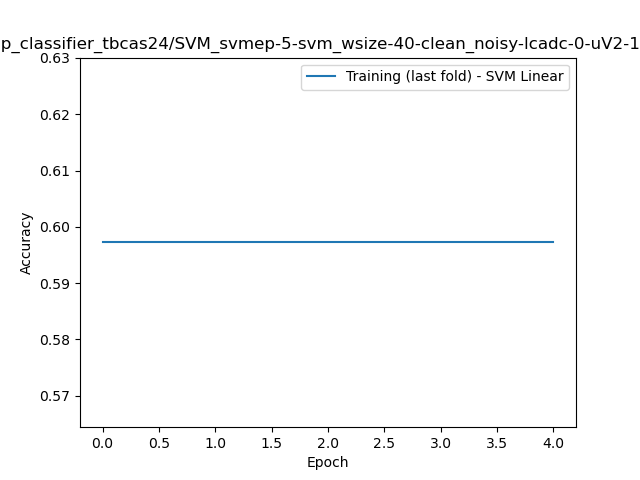 p_classifier_tbcas24/SVM_svmep-5-svm_wsize-40-clean_noisy-lcadc-0-uV2-1
Training (last fold) - SVM Linear
Accuracy
0.63
0.62
0.61
0.60
0.59
0.58
0.57
0.0 0.5 1.0 1.5 2.0 2.5 3.0 3.5 4.0
Epoch